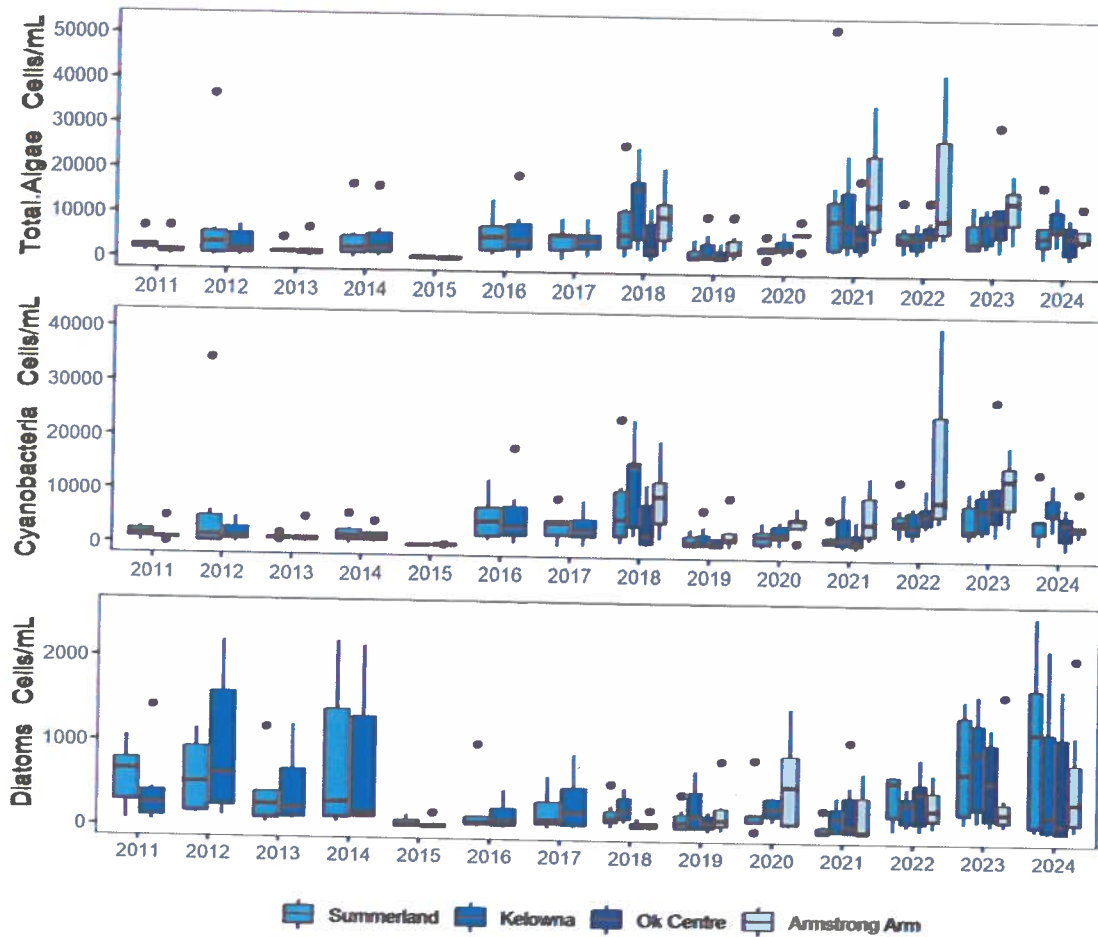 Total.Algae Cells/mL
50000
40000
30000
20000
10000
0
2011 2012 2013 2014 2015 2016 2017 2018 2019 2020 2021 2022 2023 2024
Cyanobacteria Cells/mL
40000
30000
20000
10000
0
2011 2012 2013 2014 2015 2016 2017 2018 2019 2020 2021 2022 2023 2024
Diatoms Cells/mL
2000
1000
0
2011 2012 2013 2014 2015 2016 2017 2018 2019 2020 2021 2022 2023 2024
Summerland Kelowna Ok Centre Armstrong Arm